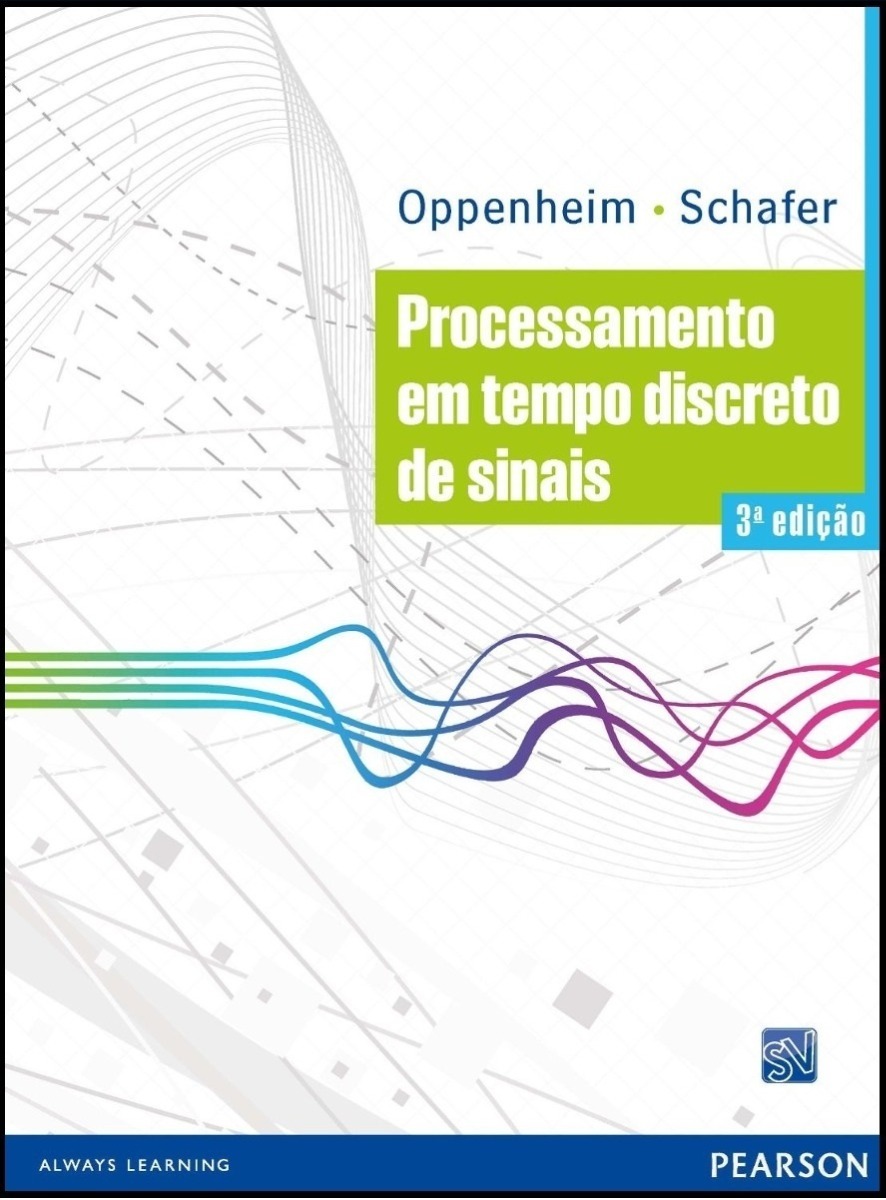 Oppenheim • Schafer
Processamento
em tempo discreto
de sinais
3ª edição
SV
ALWAYS LEARNING
PEARSON